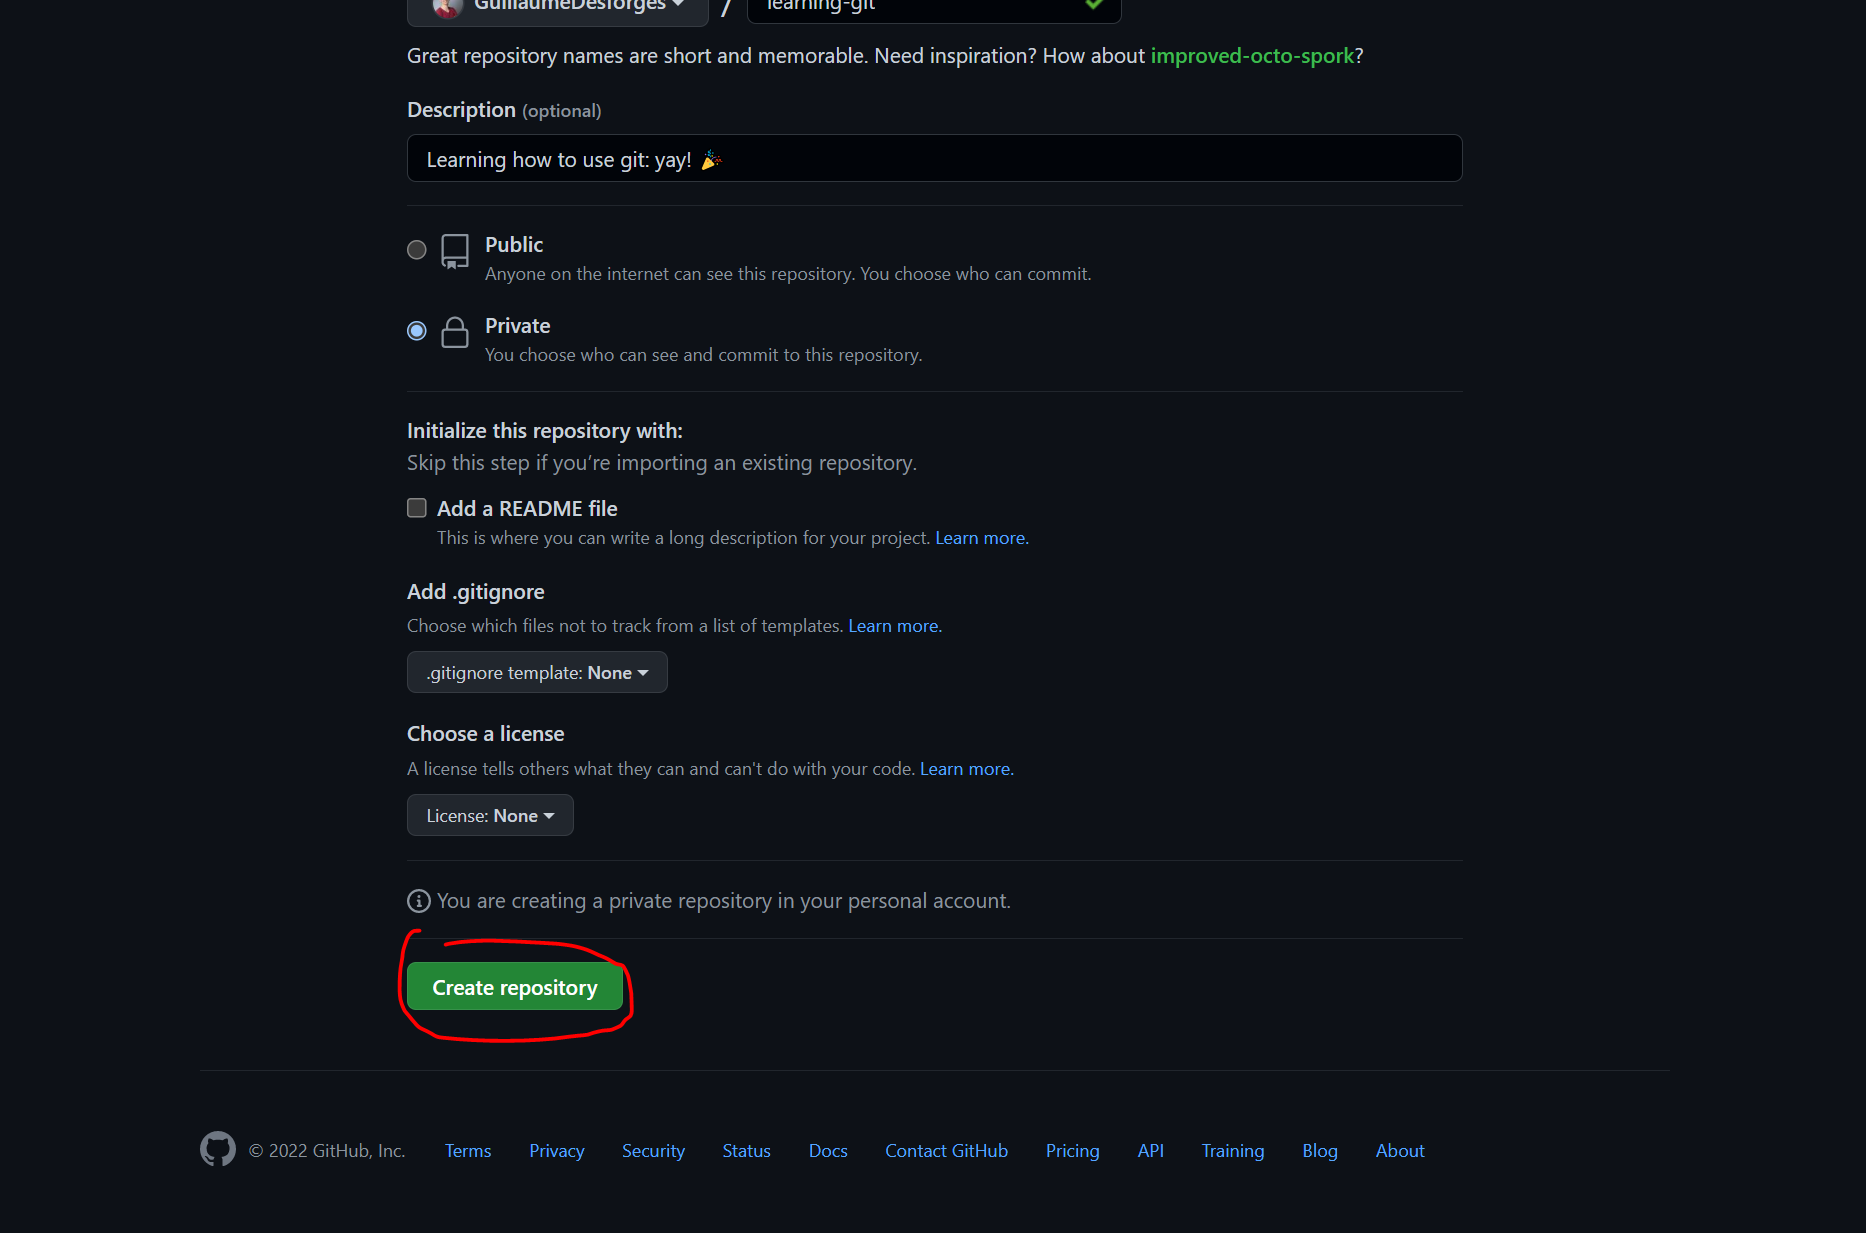 GuillaumeDesforges / learning-git
Great repository names are short and memorable. Need inspiration? How about improved-octo-spork?
Description (optional)
Learning how to use git: yay! 🎉
Public
Anyone on the internet can see this repository. You choose who can commit.
Private
You choose who can see and commit to this repository.
Initialize this repository with:
Skip this step if you’re importing an existing repository.
Add a README file
This is where you can write a long description for your project. Learn more.
Add .gitignore
Choose which files not to track from a list of templates. Learn more.
.gitignore template: None
Choose a license
A license tells others what they can and can't do with your code. Learn more.
License: None
You are creating a private repository in your personal account.
Create repository
© 2022 GitHub, Inc. Terms Privacy Security Status Docs Contact GitHub Pricing API Training Blog About